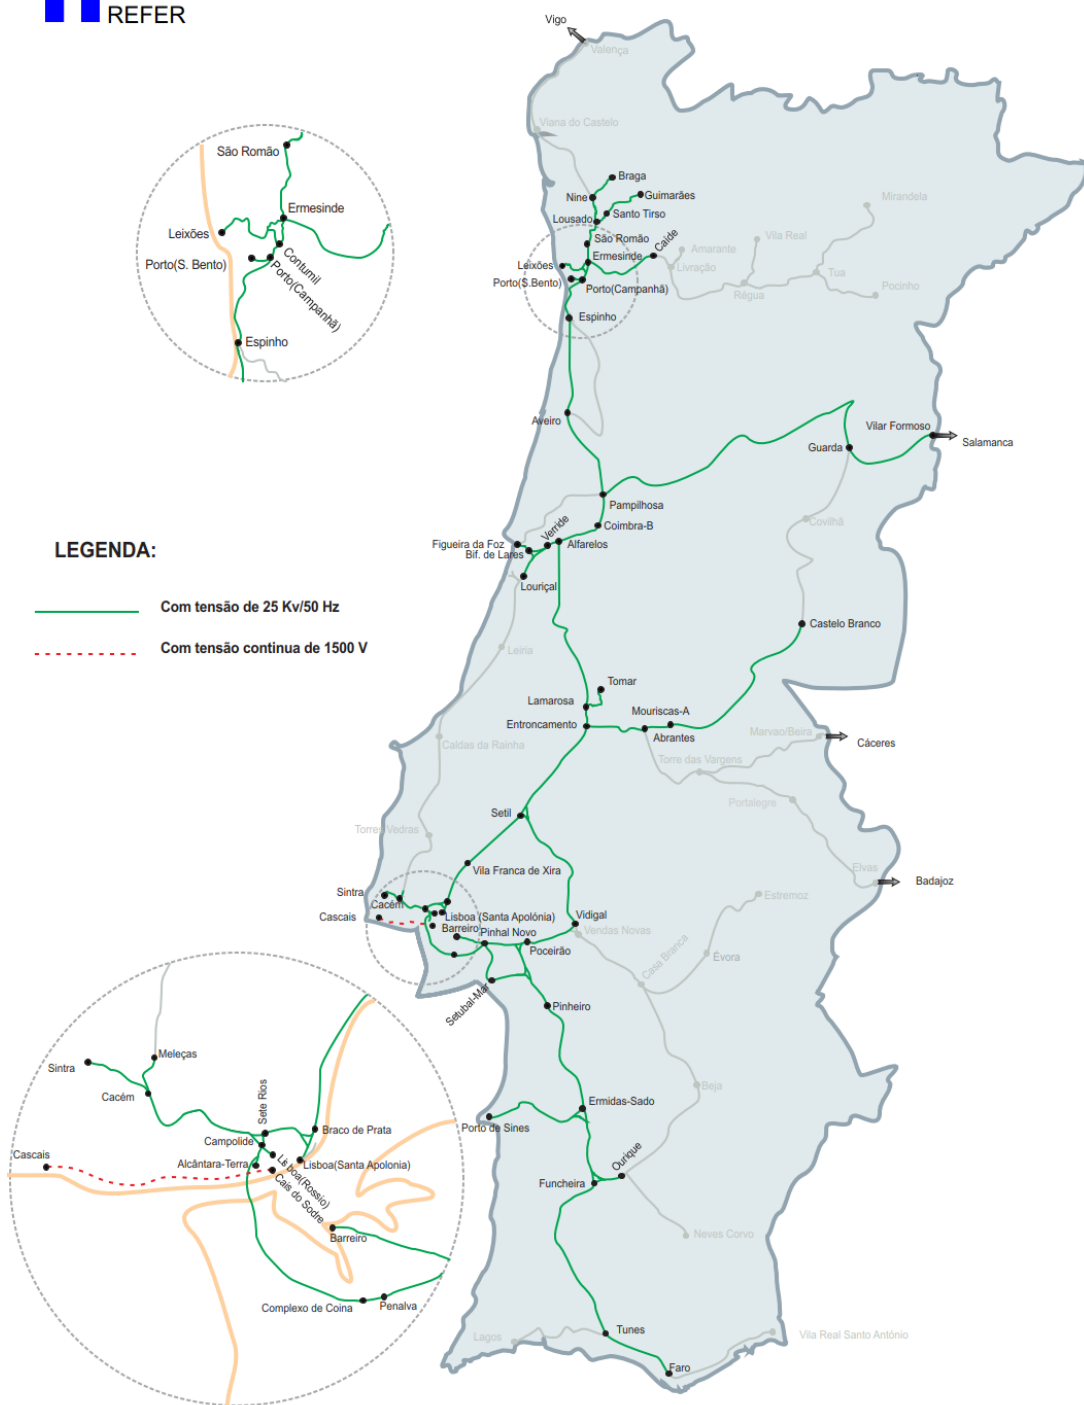 REFER
Vigo
Valença
Viana do Castelo
Braga
Nine
Guimarães
Lousado
Santo Tirso
São Romão
Ermesinde
Caíde
Leixões
Porto(S.Bento)
Porto(Campanhã)
Espinho
Mirandela
Vila Real
Amarante
Livração
Tua
Régua
Pocinho
São Romão
Ermesinde
Leixões
Contumil
Porto(S. Bento)
Porto(Campanhã)
Espinho
Aveiro
Vilar Formoso
Salamanca
Guarda
Pampilhosa
Covilhã
Coimbra-B
Verride
Figueira da Foz
Alfarelos
Bif. de Lares
Louriçal
LEGENDA:
Com tensão de 25 Kv/50 Hz
Com tensão continua de 1500 V
Castelo Branco
Leiria
Tomar
Lamarosa
Mouriscas-A
Entroncamento
Abrantes
Marvao/Beira
Cáceres
Caldas da Rainha
Torre das Vargens
Portalegre
Setil
Torres Vedras
Vila Franca de Xira
Elvas
Badajoz
Sintra
Cacém
Estremoz
Cascais
Lisboa (Santa Apolónia)
Vidigal
Barreiro
Pinhal Novo
Vendas Novas
Poceirão
Casa Branca
Évora
Setubal-Mar
Pinheiro
Beja
Ermidas-Sado
Porto de Sines
Ourique
Funcheira
Neves Corvo
Tunes
Lagos
Vila Real Santo António
Faro
Meleças
Sintra
Cacém
Sete Rios
Braco de Prata
Campolide
Cascais
Alcântara-Terra
Lisboa(Santa Apolonia)
Lisboa(Rossio)
Cais do Sodre
Barreiro
Complexo de Coina
Penalva